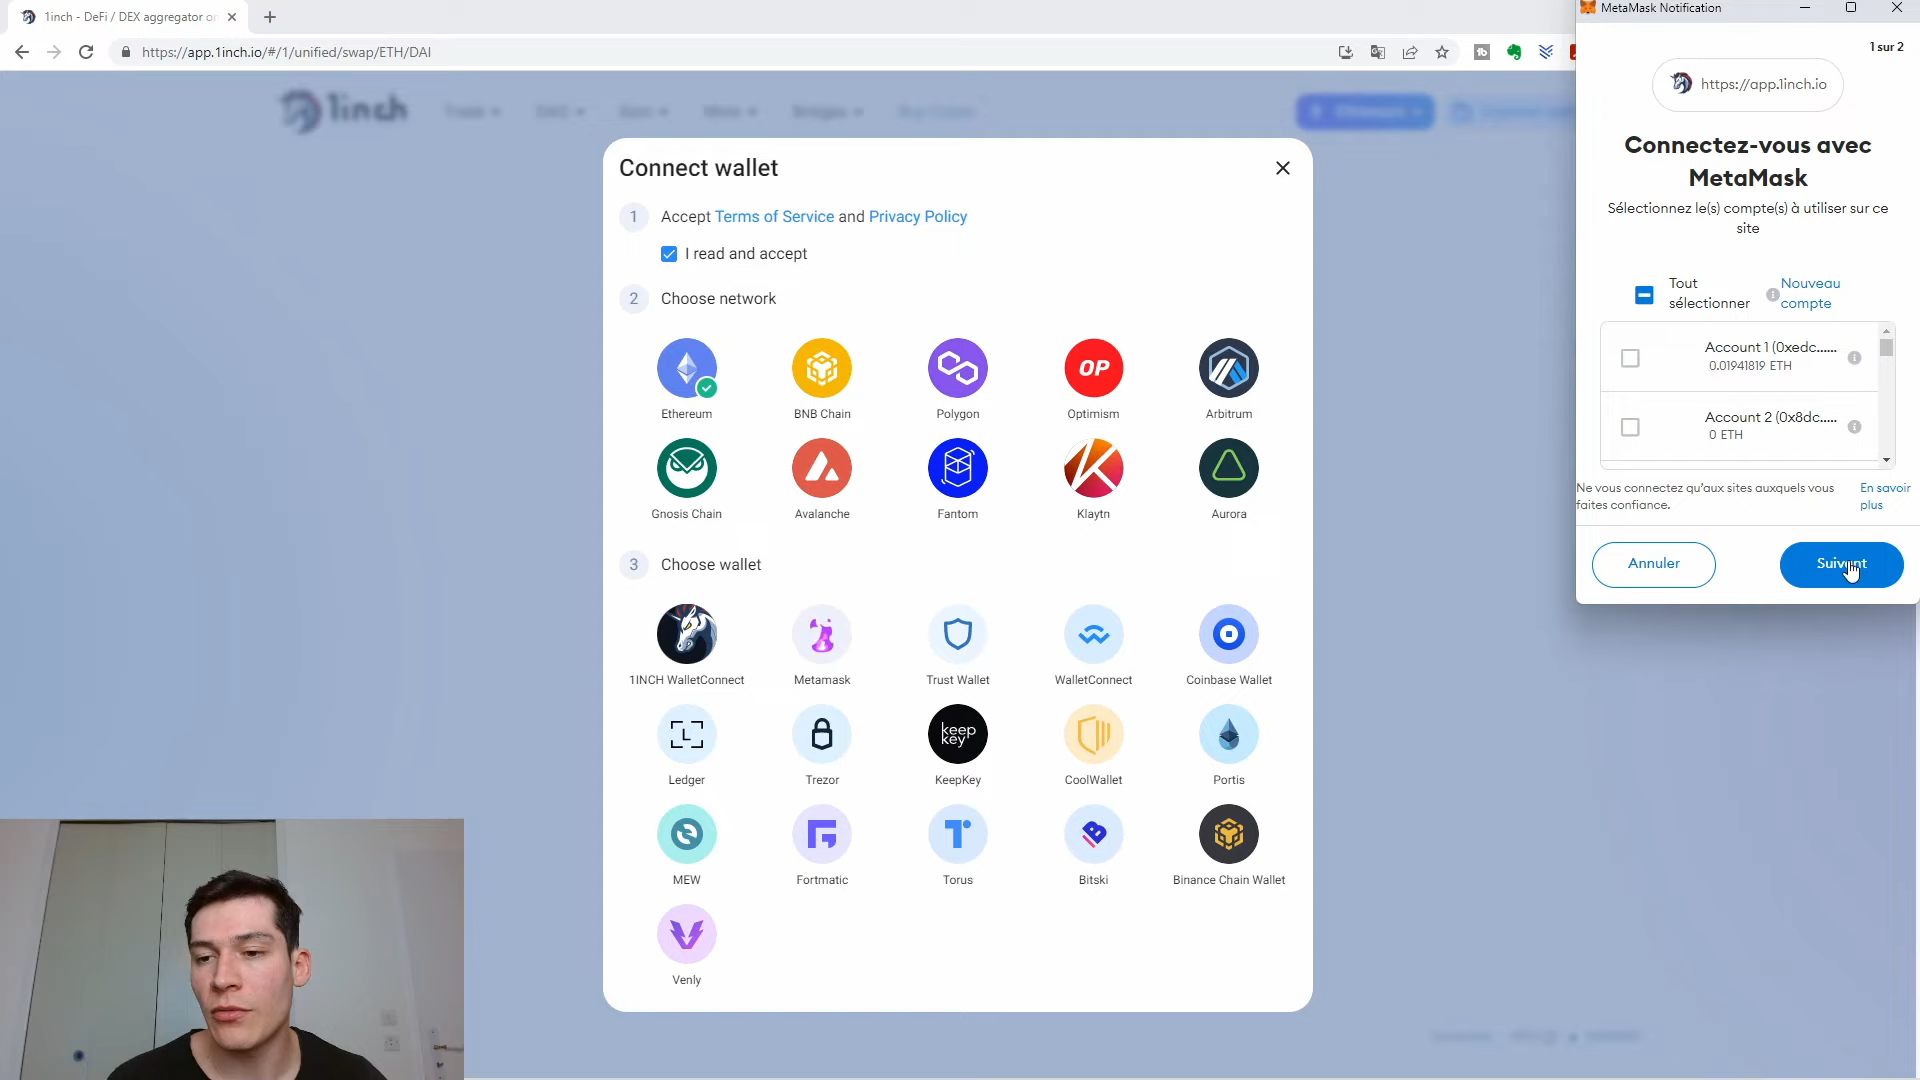 1inch - DeFi / DEX aggregator on
https://app.1inch.io/#/1/unified/swap/ETH/DAI
1inch
Connect wallet
1
Accept Terms of Service and Privacy Policy
I read and accept
2
Choose network
OP
Ethereum
BNB Chain
Polygon
Optimism
Arbitrum
Gnosis Chain
Avalanche
Fantom
Klaytn
Aurora
3
Choose wallet
1INCH WalletConnect
Metamask
Trust Wallet
WalletConnect
Coinbase Wallet
keep
key
Ledger
Trezor
KeepKey
CoolWallet
Portis
MEW
Fortmatic
Torus
Bitski
Binance Chain Wallet
Venly
MetaMask Notification
1 sur 2
https://app.1inch.io
Connectez-vous avec
MetaMask
Sélectionnez le(s) compte(s) à utiliser sur ce
site
Tout
sélectionner
Nouveau
compte
Account 1 (0xedc......
0.01941819 ETH
Account 2 (0x8dc.....
0 ETH
Ne vous connectez qu'aux sites auxquels vous
faites confiance.
En savoir
plus
Annuler
Suivant